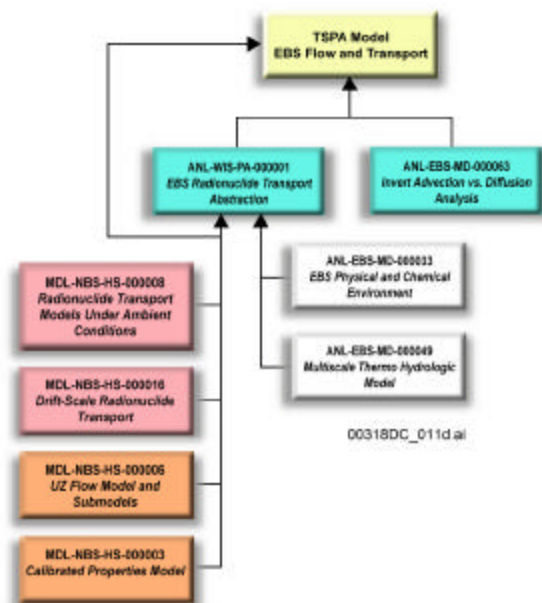 TSPA Model
EBS Flow and Transport
ANL-WIS-PA-000001
EBS Radionuclide Transport
Abstraction
ANL-EBS-MD-000063
Invert Advection vs. Diffusion
Analysis
MDL-NBS-HS-000008
Radionuclide Transport
Models Under Ambient
Conditions
ANL-EBS-MD-000033
EBS Physical and Chemical
Environment
MDL-NBS-HS-000016
Drift-Scale Radionuclide
Transport
ANL-EBS-MD-000049
Multiscale Thermo Hydrologic
Model
00318DC_011d.ai
MDL-NBS-HS-000006
UZ Flow Model and
Submodels
MDL-NBS-HS-000003
Calibrated Properties Model